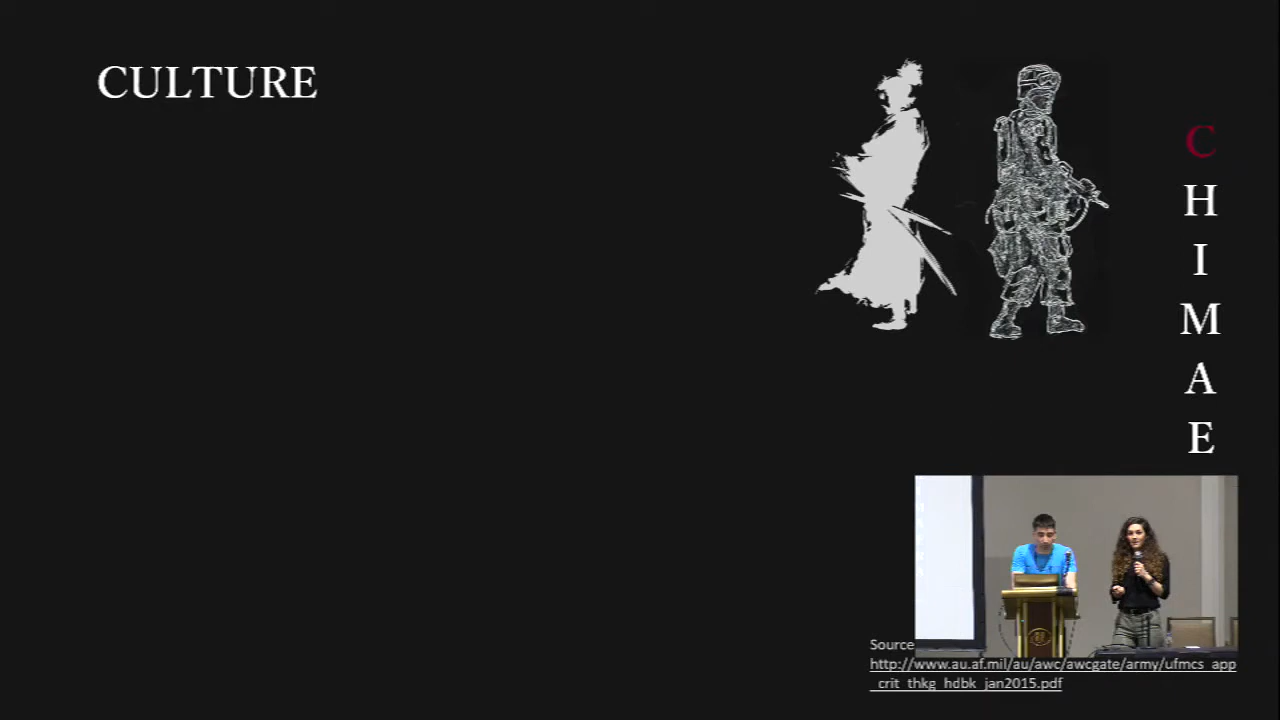 CULTURE
C
H
I
M
A
E
Source
http://www.au.af.mil/au/awc/awcgate/army/ufmcs_app
_crit_thkg_hdbk_jan2015.pdf